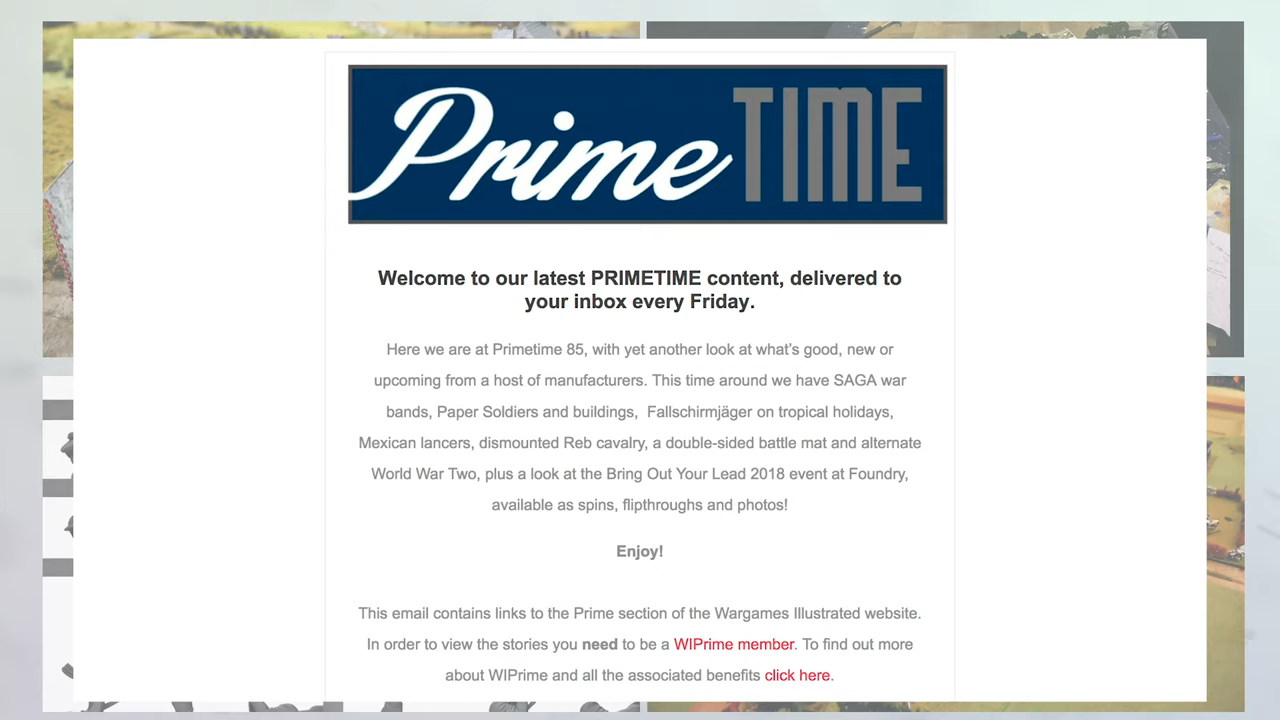 Prime TIME
Welcome to our latest PRIMETIME content, delivered to
your inbox every Friday.
Here we are at Primetime 85, with yet another look at what’s good, new or
upcoming from a host of manufacturers. This time around we have SAGA war
bands, Paper Soldiers and buildings,  Fallschirmjäger on tropical holidays,
Mexican lancers, dismounted Reb cavalry, a double-sided battle mat and alternate
World War Two, plus a look at the Bring Out Your Lead 2018 event at Foundry,
available as spins, flipthroughs and photos!
Enjoy!
This email contains links to the Prime section of the Wargames Illustrated website.
In order to view the stories you need to be a WIPrime member. To find out more
about WIPrime and all the associated benefits click here.